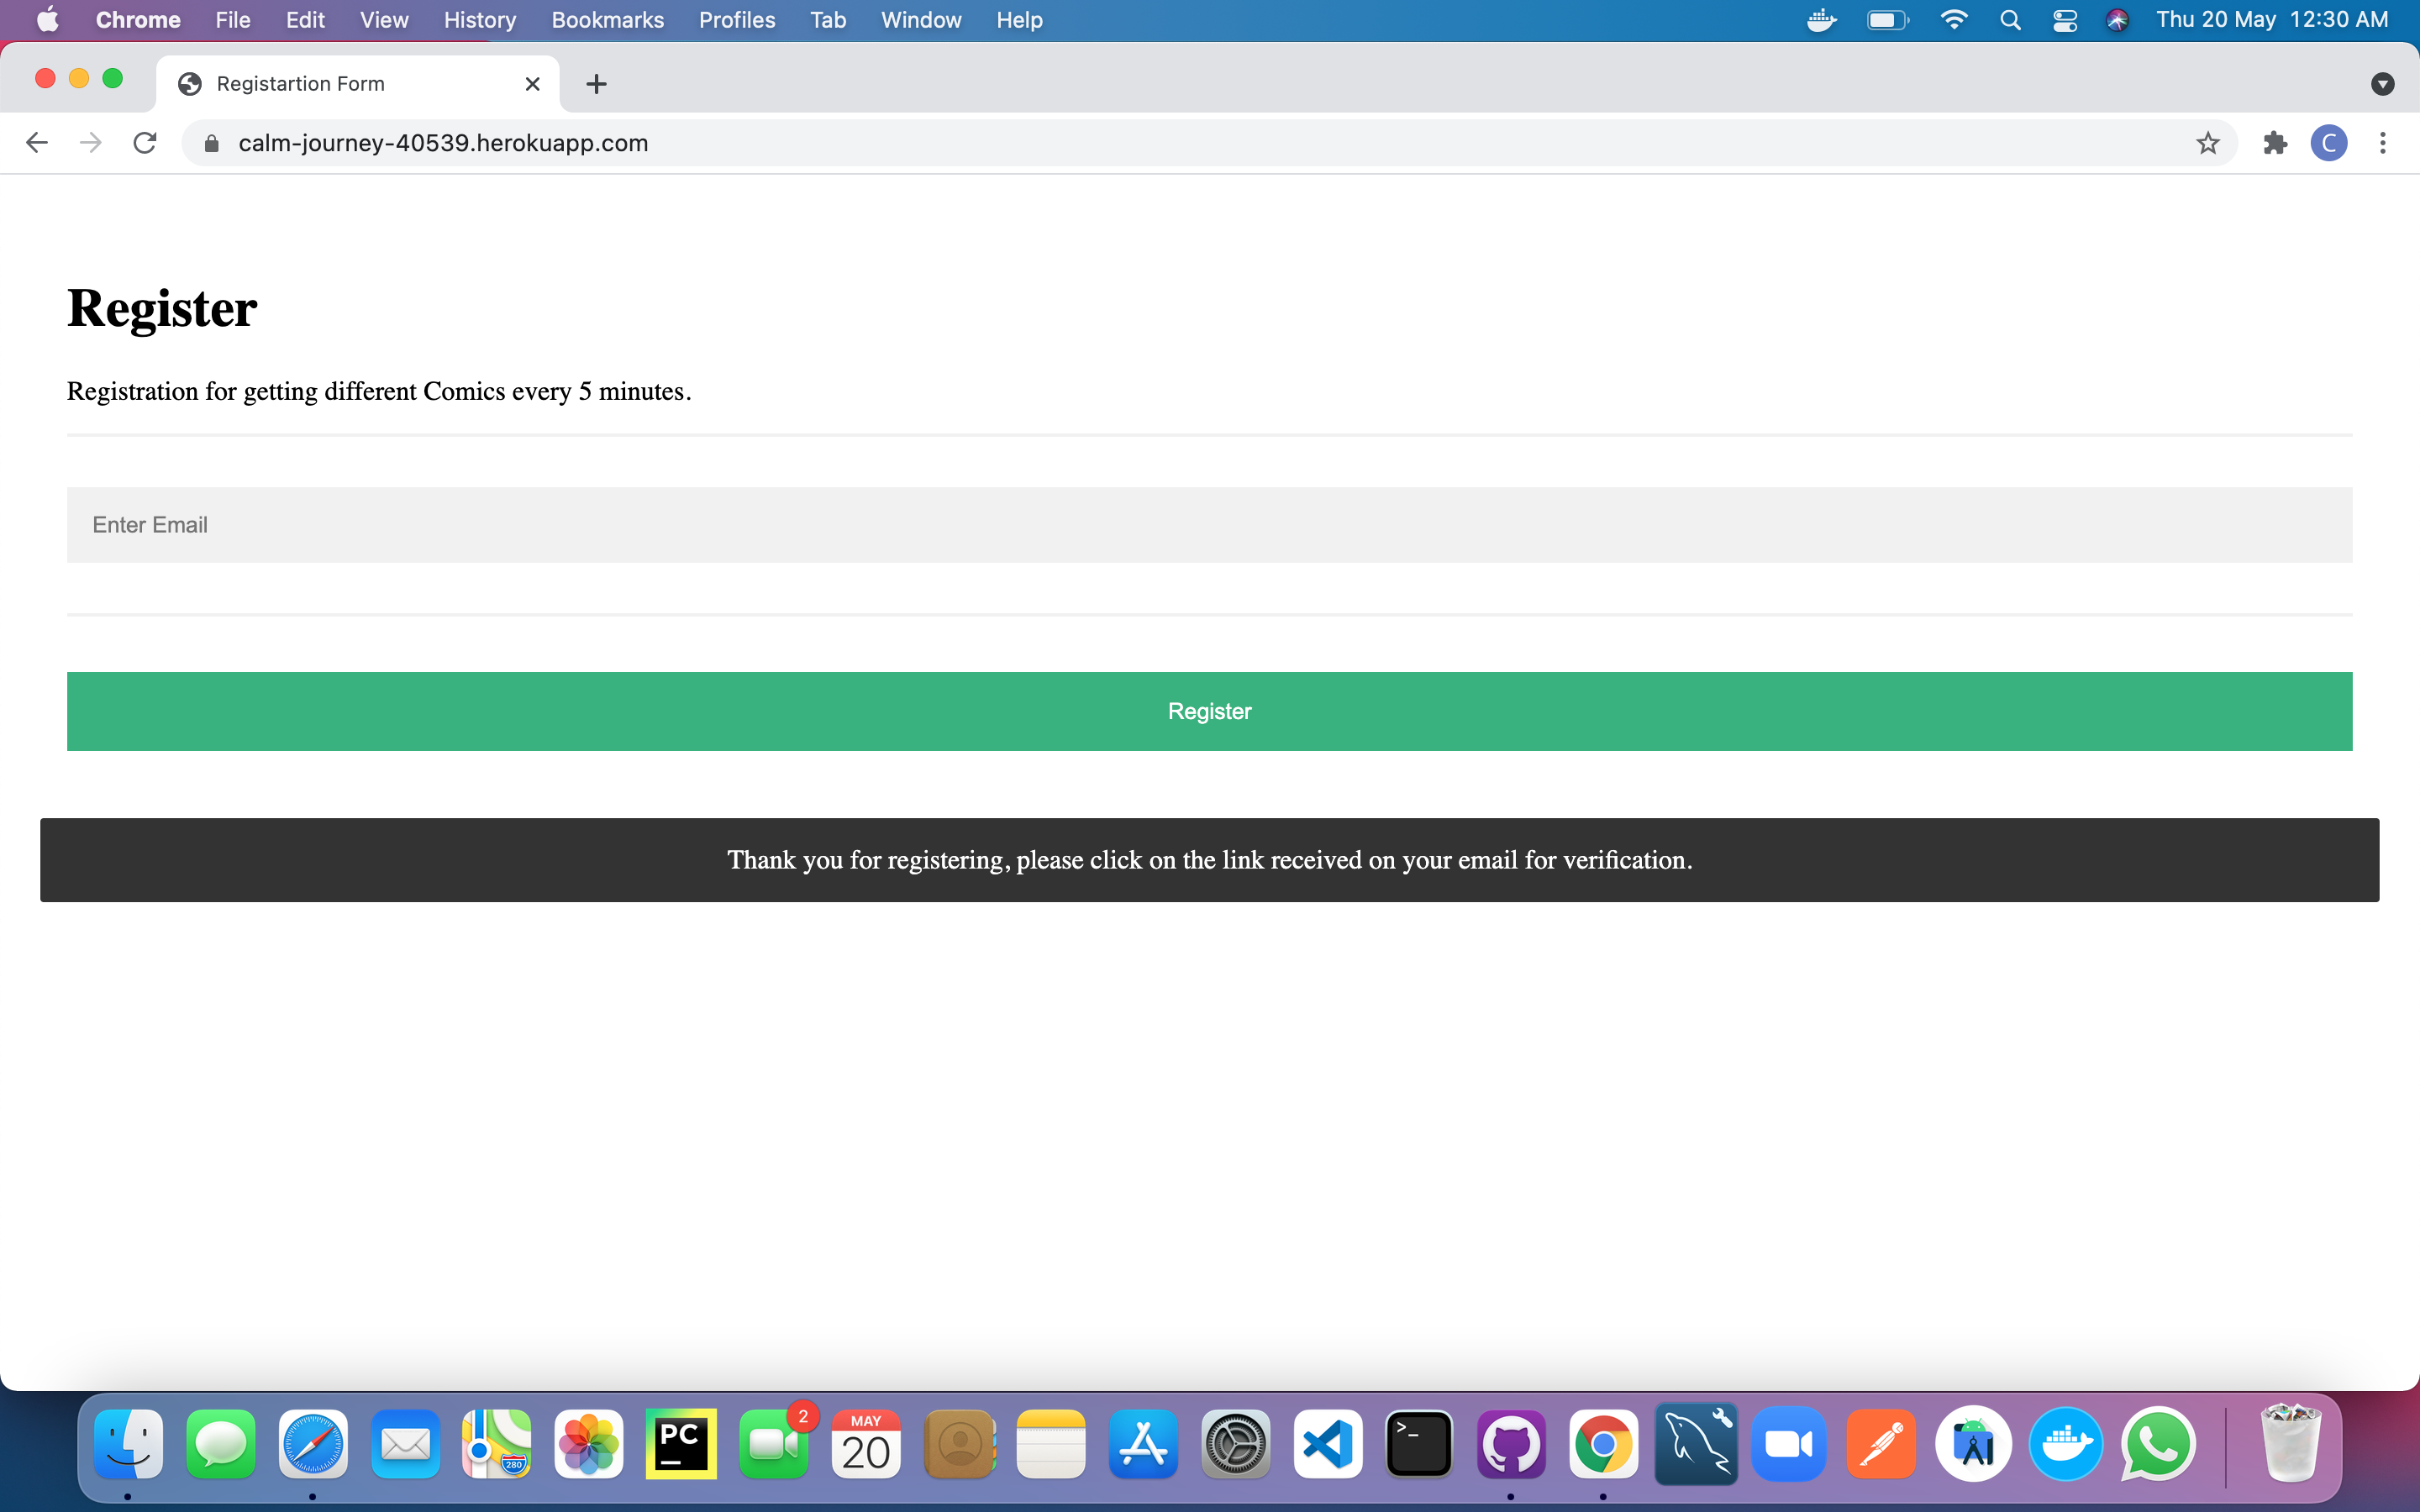 Chrome File Edit View History Bookmarks Profiles Tab Window Help Thu 20 May 12:30 AM
Registartion Form
calm-journey-40539.herokuapp.com
C
Register
Registration for getting different Comics every 5 minutes.
Enter Email
Register
Thank you for registering, please click on the link received on your email for verification.
280
PC
2
MAY
20
>_